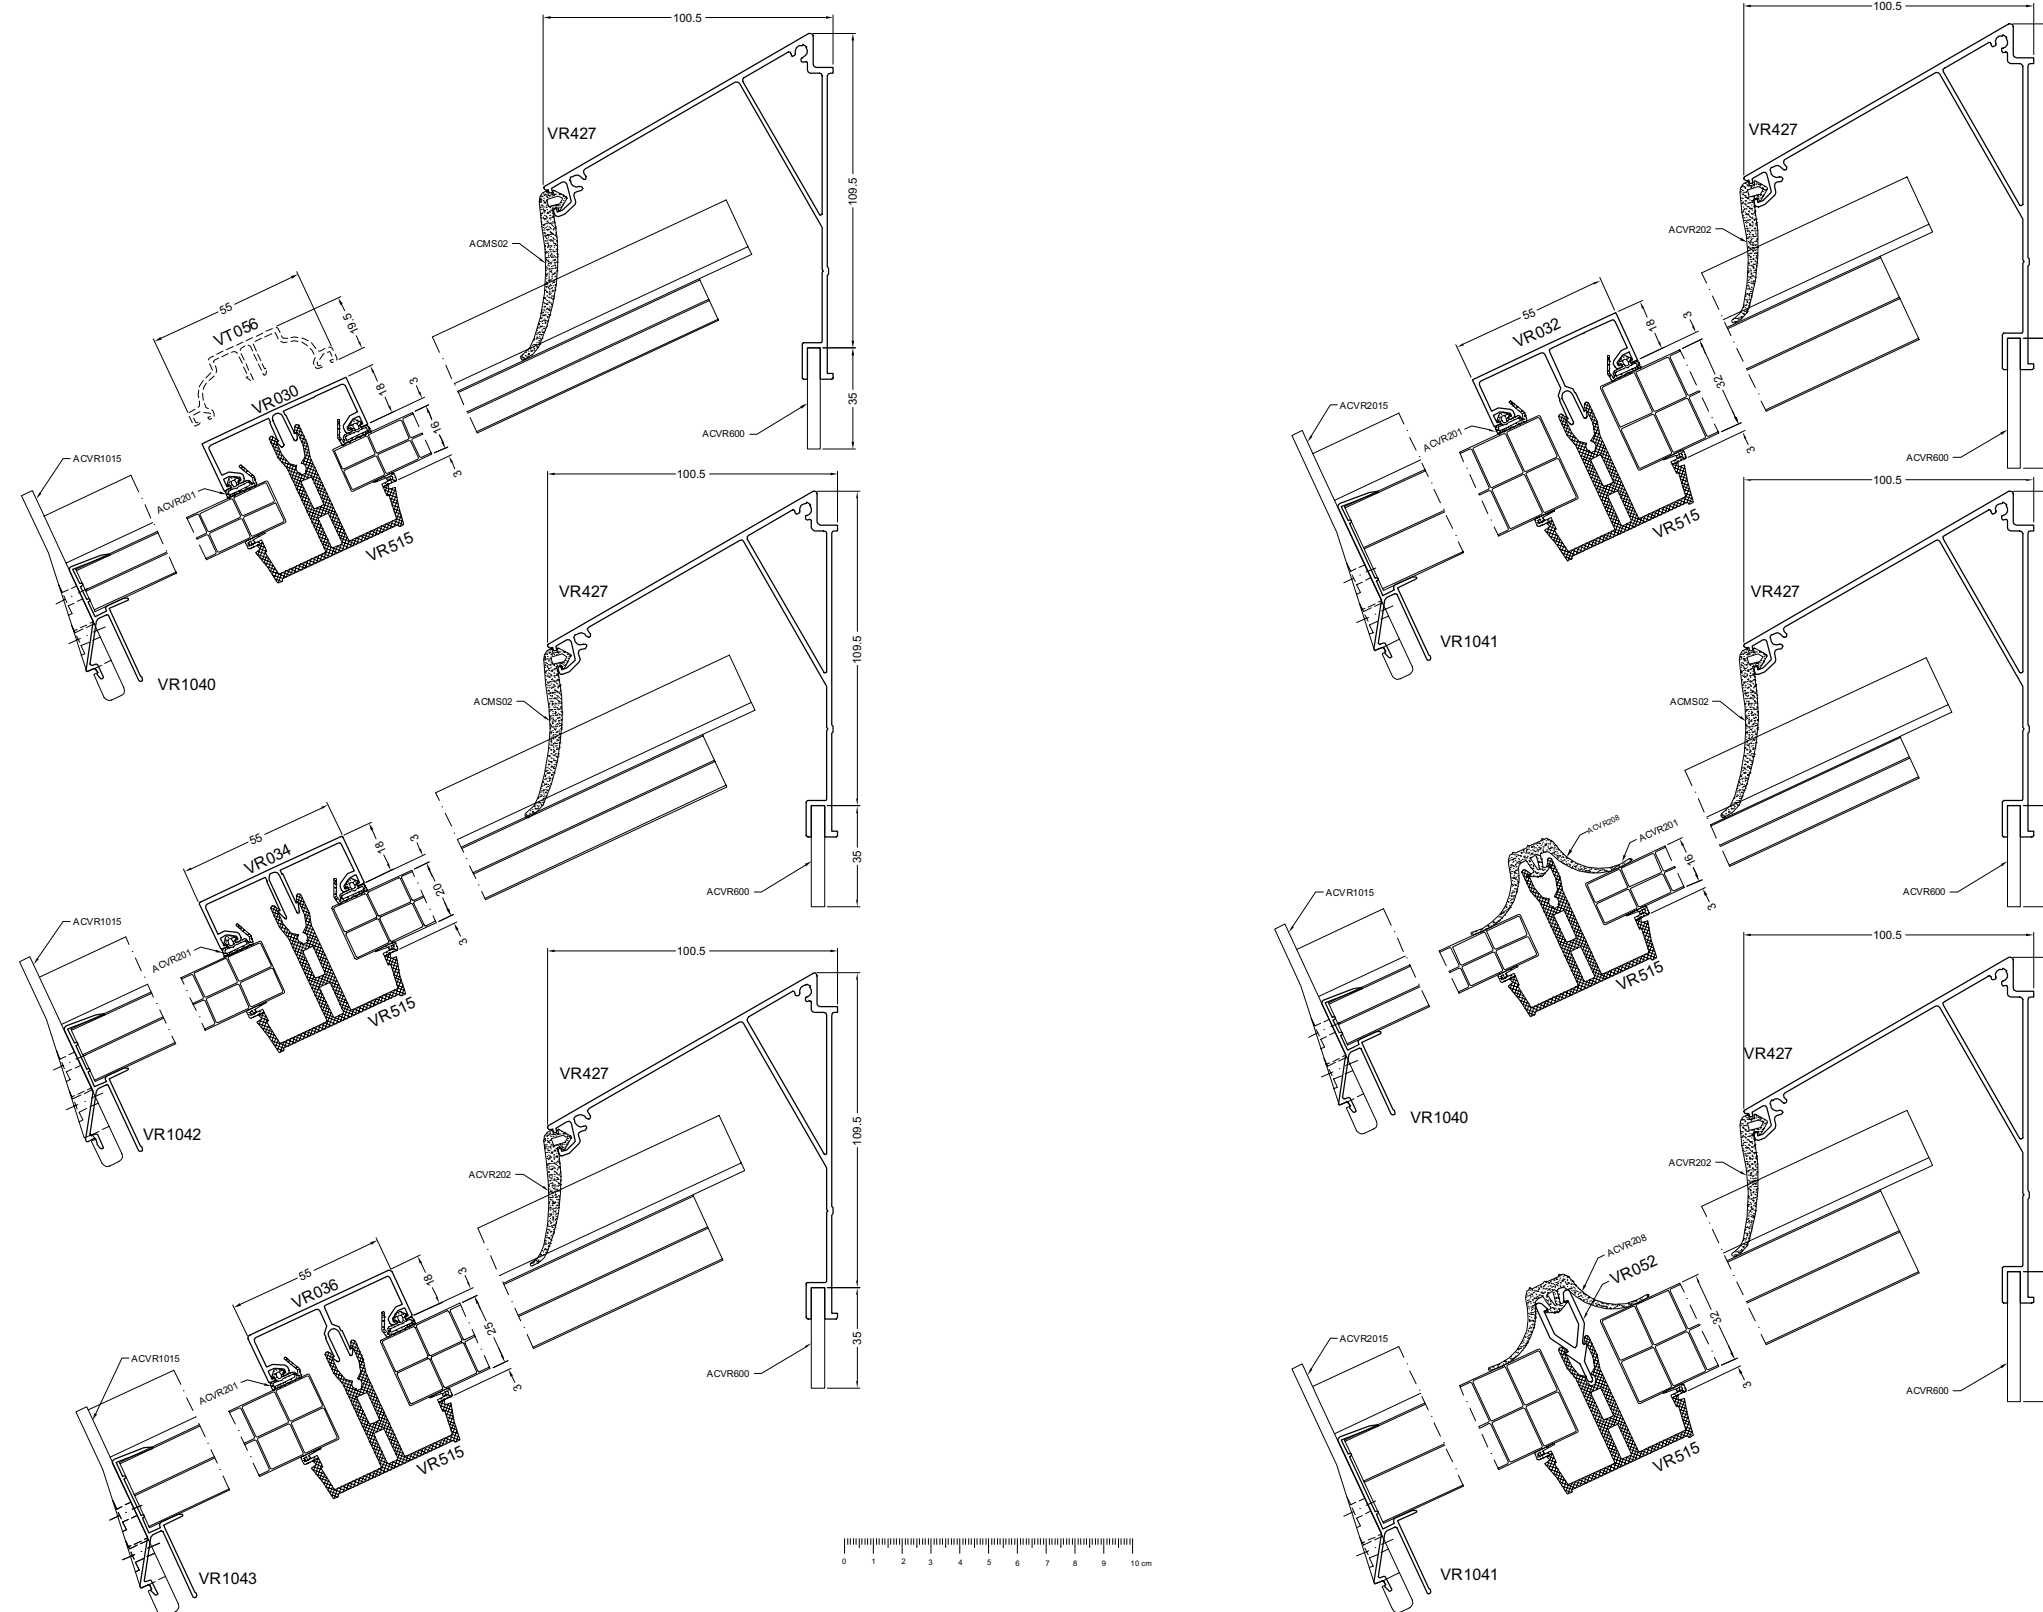 100.5
VR427
109.5
ACMS02
55
VT056
19.5
VR030
18
3
16
3
35
ACVR600
ACVR1015
ACVR201
VR515
VR1040
100.5
VR427
109.5
ACMS02
55
VR034
18
3
20
3
35
ACVR600
ACVR1015
ACVR201
VR515
VR1042
100.5
VR427
109.5
ACVR202
55
VR036
18
3
25
3
35
ACVR600
ACVR1015
ACVR201
VR515
VR1043
0 1 2 3 4 5 6 7 8 9 10 cm
100.5
VR427
ACVR202
55
VR032
18
3
32
3
ACVR600
ACVR2015
ACVR201
VR515
VR1041
100.5
VR427
ACMS02
ACVR208
ACVR201
16
3
ACVR600
ACVR1015
VR515
VR1040
100.5
VR427
ACVR202
ACVR208
VR052
32
3
ACVR600
ACVR2015
VR515
VR1041